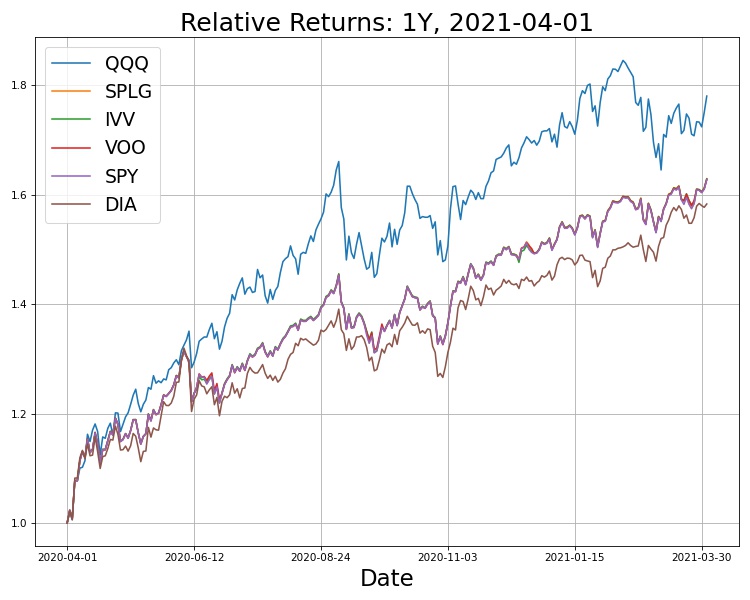 Relative Returns: 1Y, 2021-04-01
QQQ
SPLG
IVV
VOO
SPY
DIA
1.8
1.6
1.4
1.2
1.0
2020-04-01 2020-06-12 2020-08-24 2020-11-03 2021-01-15 2021-03-30
Date